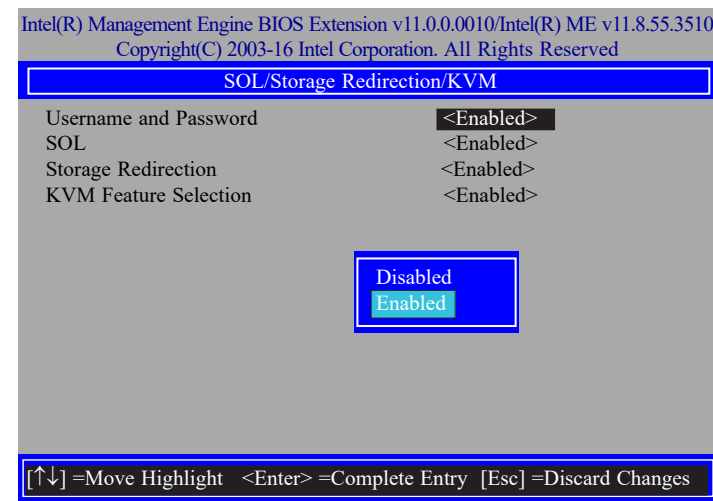 Intel(R) Management Engine BIOS Extension v11.0.0.0010/Intel(R) ME v11.8.55.3510
Copyright(C) 2003-16 Intel Corporation. All Rights Reserved
SOL/Storage Redirection/KVM
Username and Password <Enabled>
SOL <Enabled>
Storage Redirection <Enabled>
KVM Feature Selection <Enabled>
Disabled
Enabled
[↑↓] =Move Highlight <Enter> =Complete Entry [Esc] =Discard Changes